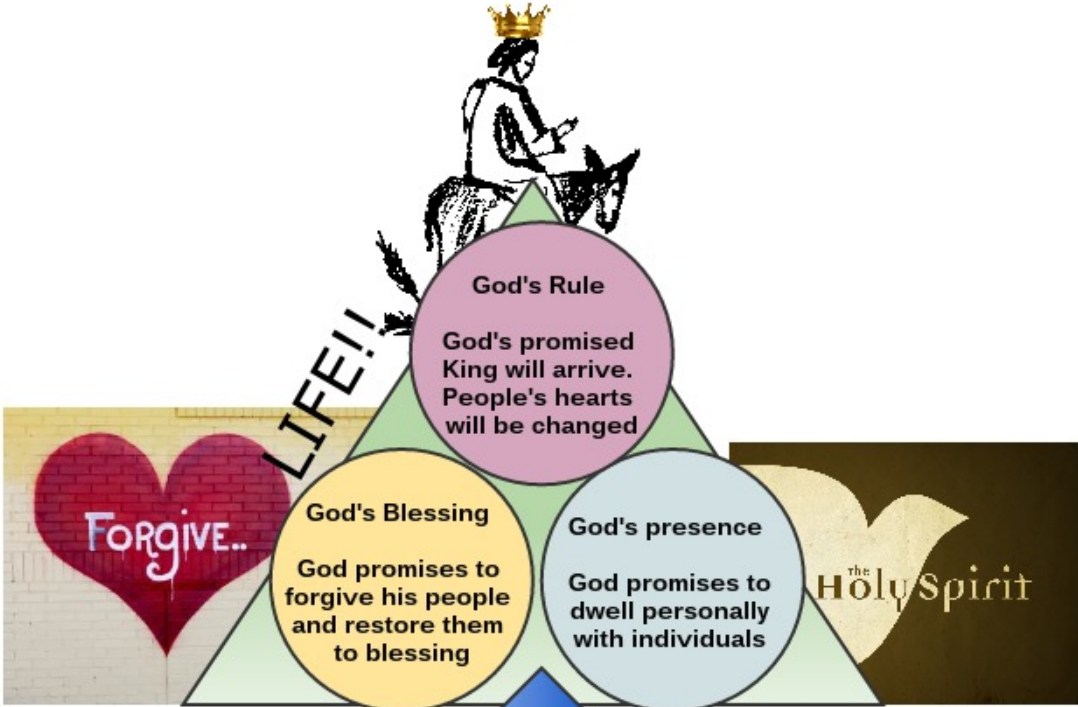 God's Rule
God's promised
King will arrive.
People's hearts
will be changed
LIFE!!
FORGIVE..
God's Blessing
God promises to
forgive his people
and restore them
to blessing
God's presence
God promises to
dwell personally
with individuals
the
Holy Spirit